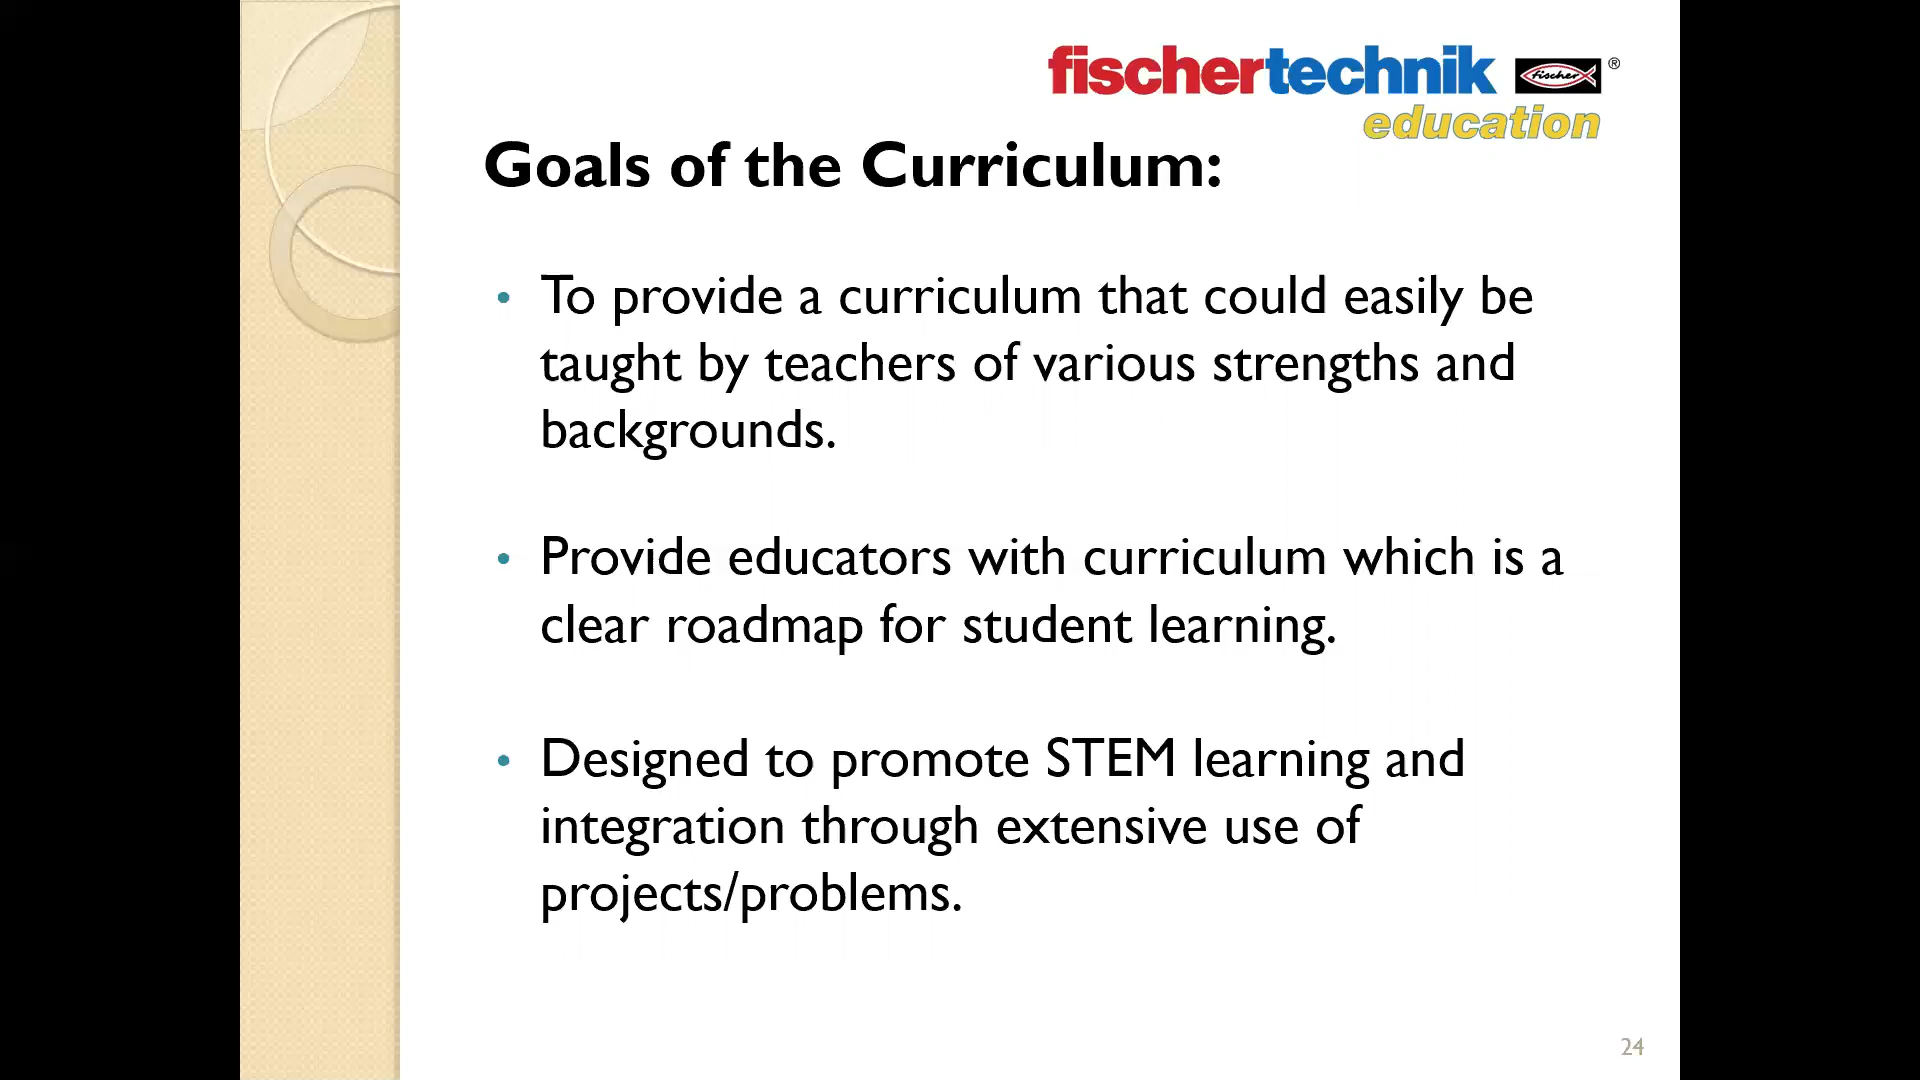 fischertechnik fischer ®
education
Goals of the Curriculum:
• To provide a curriculum that could easily be
taught by teachers of various strengths and
backgrounds.
• Provide educators with curriculum which is a
clear roadmap for student learning.
• Designed to promote STEM learning and
integration through extensive use of
projects/problems.
24